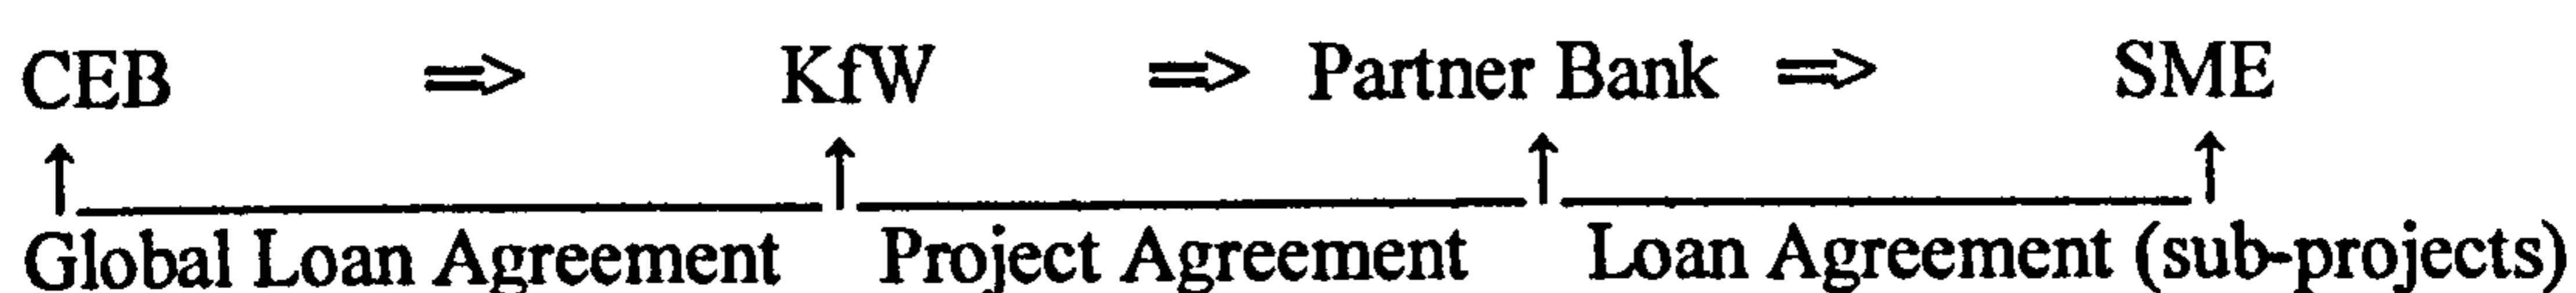 CEB => KfW => Partner Bank => SME
↑ ↑ ↑ ↑
Global Loan Agreement Project Agreement Loan Agreement (sub-projects)